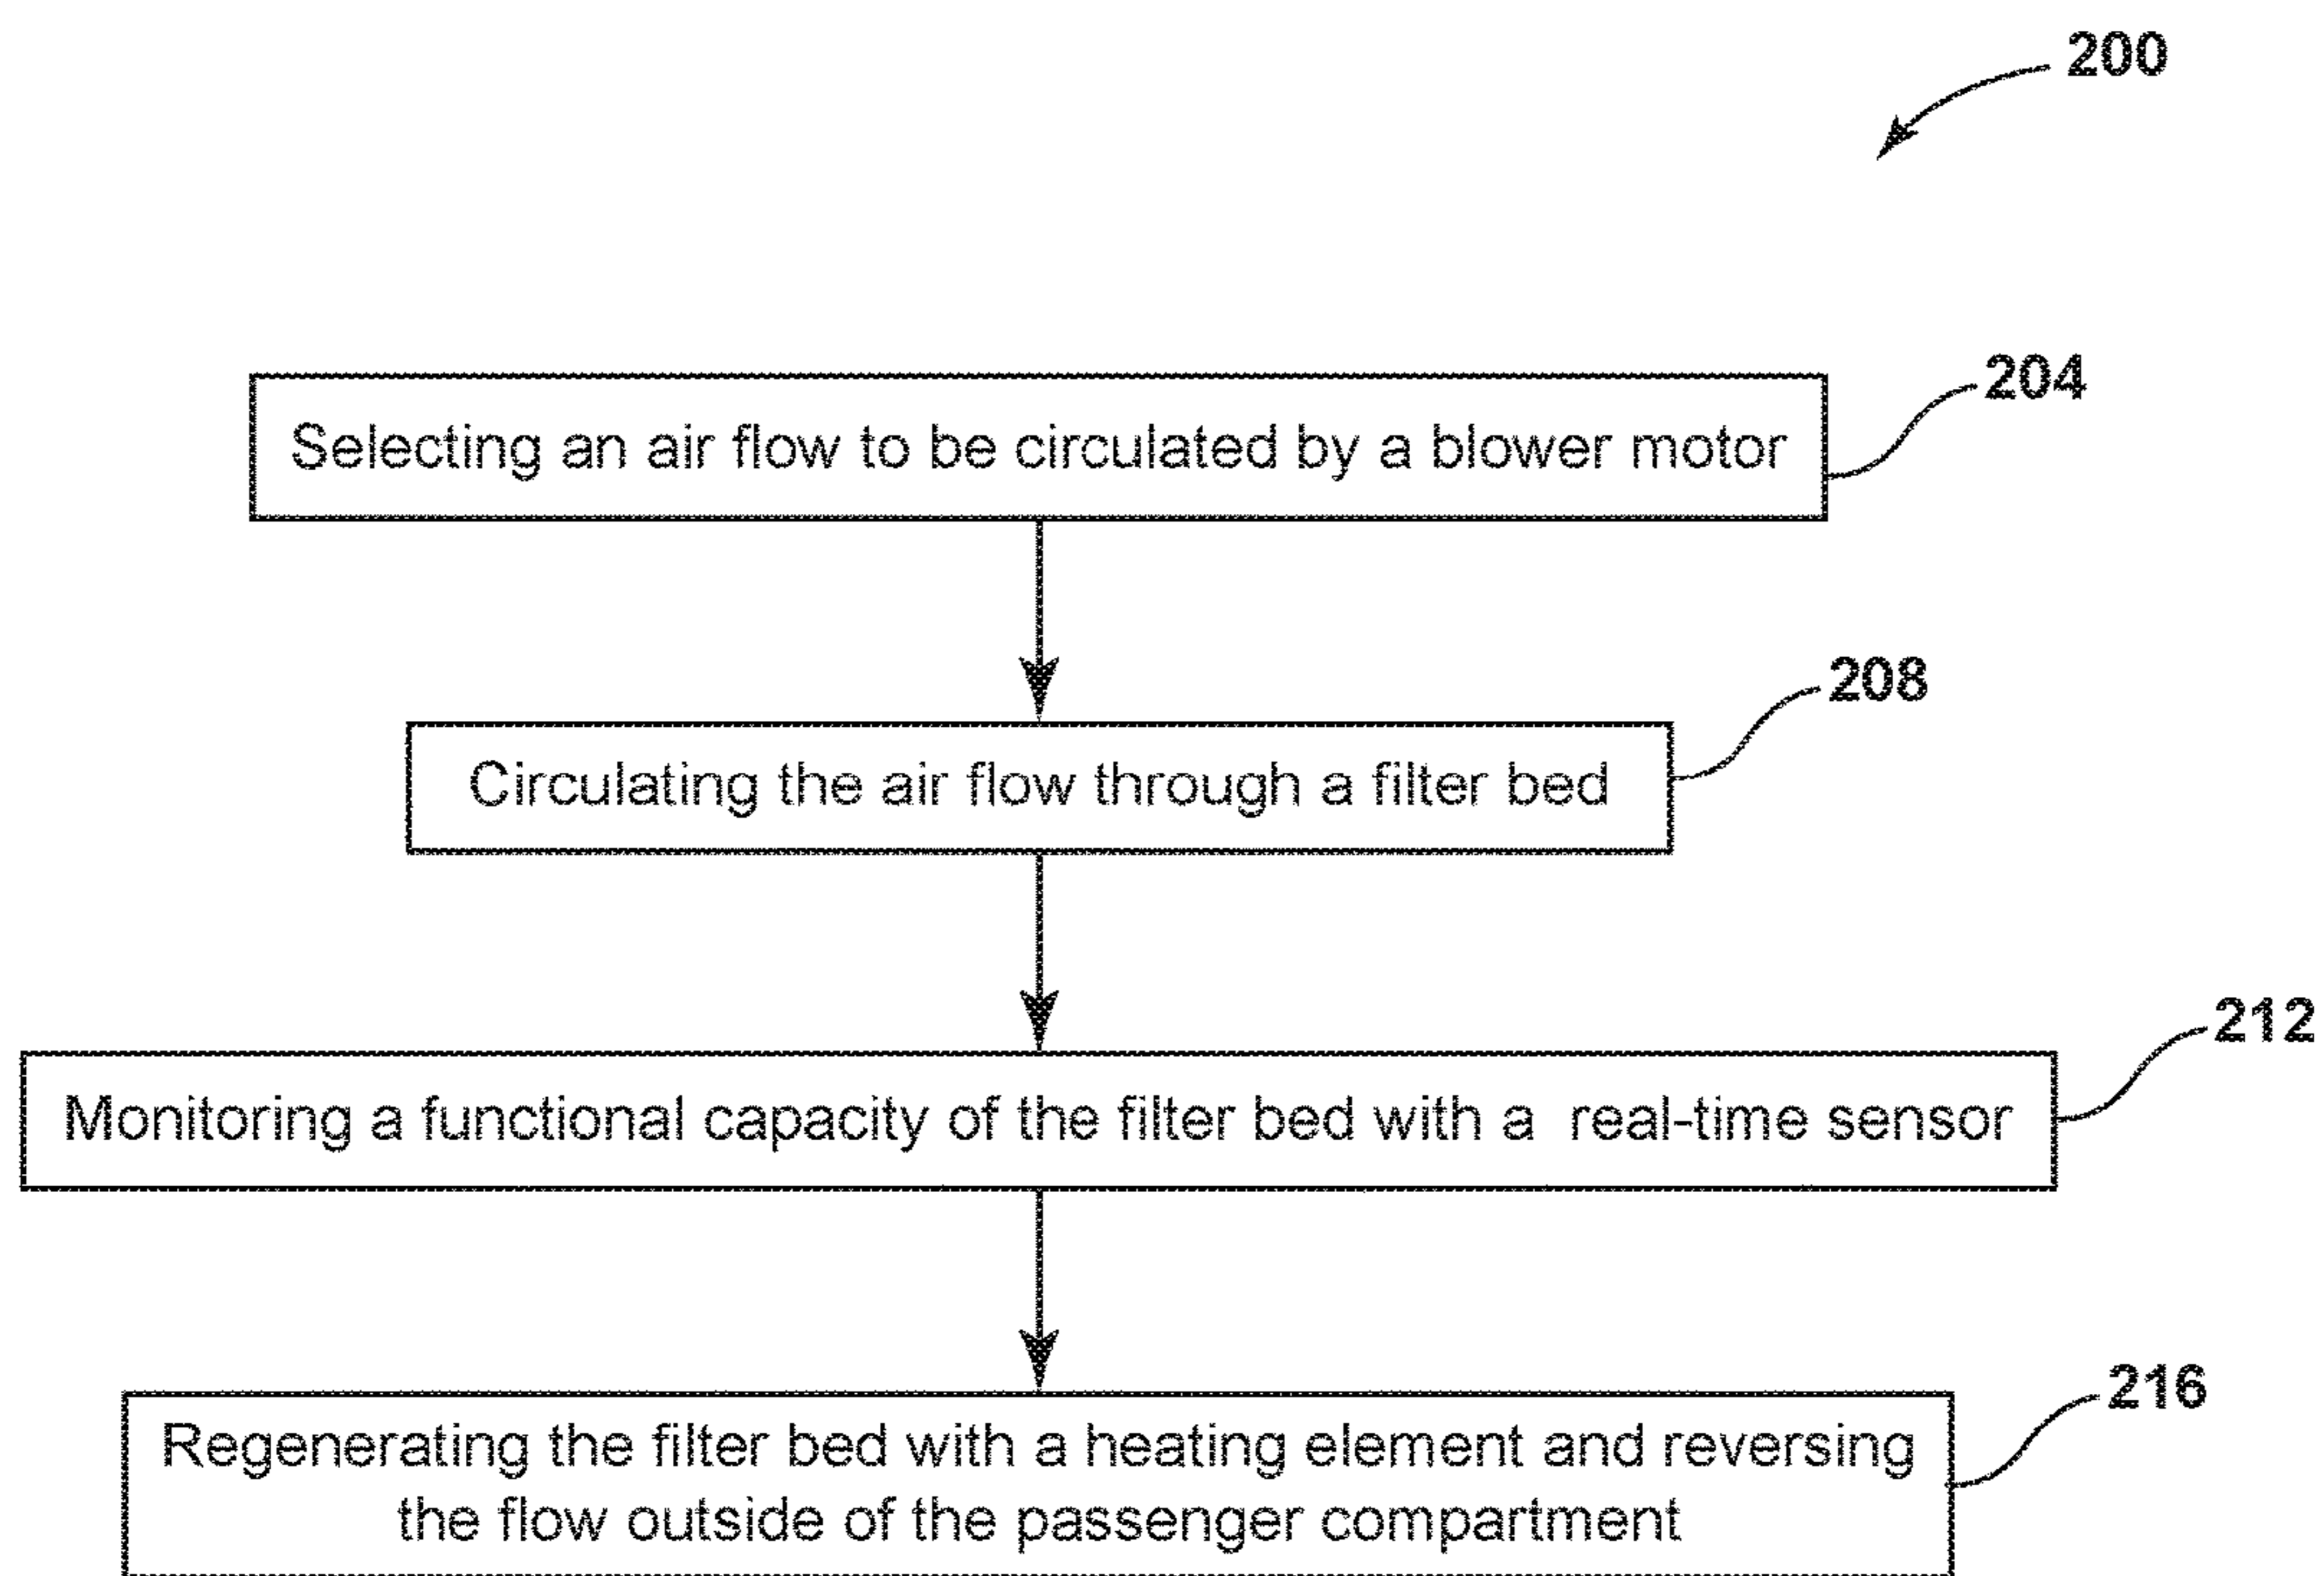 200
204
Selecting an air flow to be circulated by a blower motor
208
Circulating the air flow through a filter bed
212
Monitoring a functional capacity of the filter bed with a real-time sensor
216
Regenerating the filter bed with a heating element and reversing
the flow outside of the passenger compartment